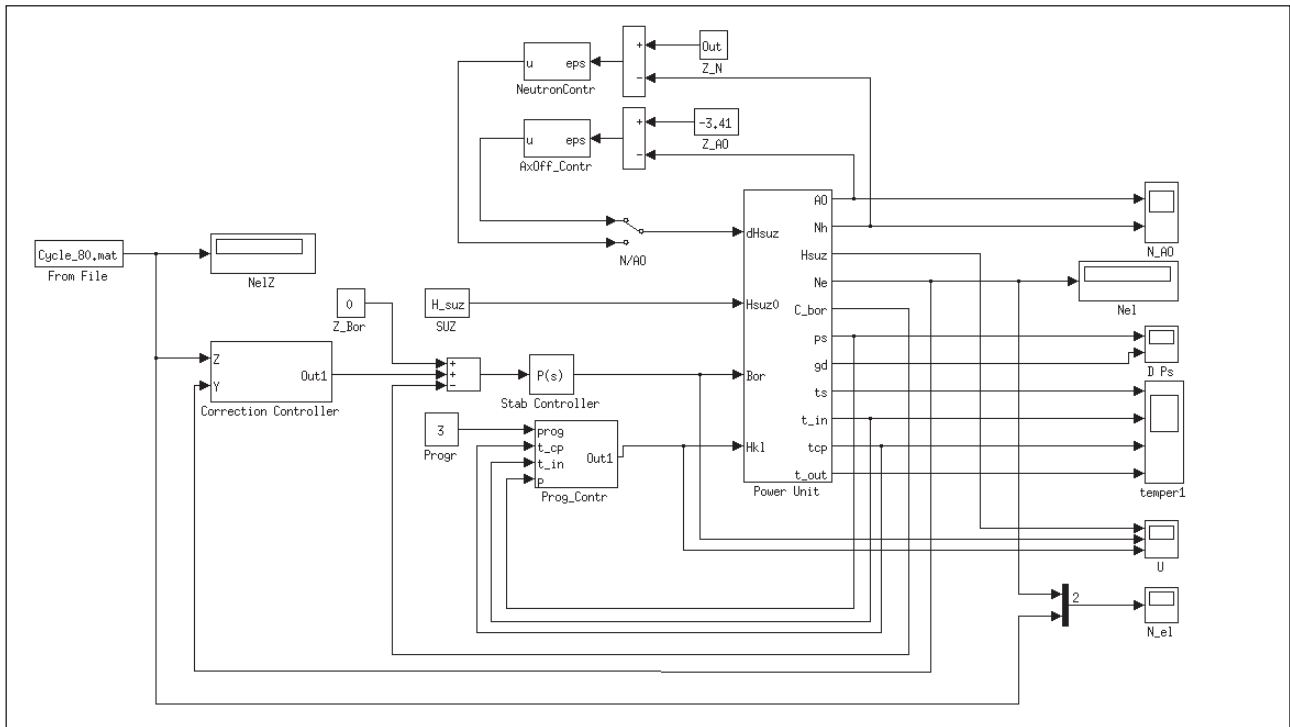 +
Out
u
eps
Z_N
NeutronContr
−
+
-3.41
u
eps
Z_AO
−
AxOff_Contr
AO
dHsuz
Nh
N/AO
Hsuz
N_AO
Cycle_80.mat
From File
NelZ
Ne
Nel
0
H_suz
Hsuz0
C_bor
Z_Bor
SUZ
ps
Z
gd
D Ps
Out1
+
+
−
P(s)
Bor
Y
ts
Correction Controller
Stab Controller
t_in
3
prog
Progr
t_cp
Out1
Hkl
tcp
t_in
p
t_out
Prog_Contr
Power Unit
temper1
U
2
N_el